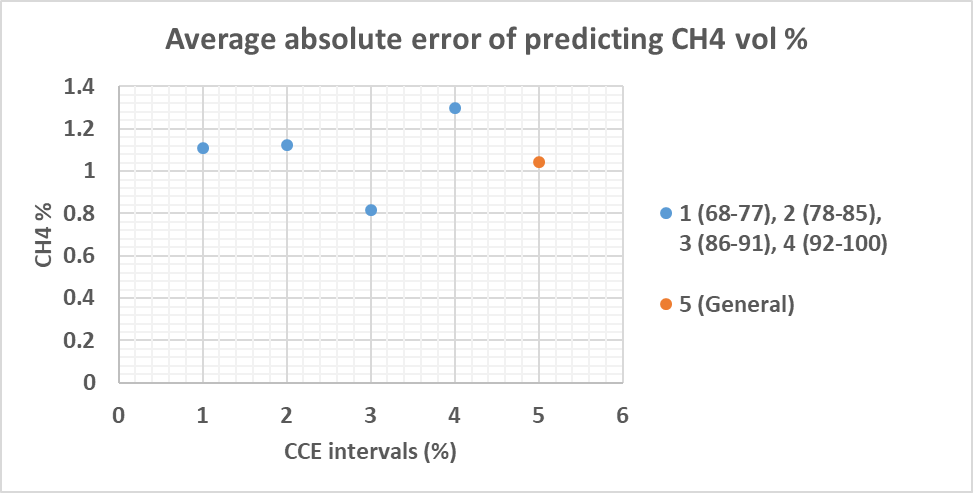 Average absolute error of predicting CH4 vol %
1.4
1.2
1
0.8
0.6
0.4
0.2
0
CH4 %
0 1 2 3 4 5 6
CCE intervals (%)
1 (68-77), 2 (78-85),
3 (86-91), 4 (92-100)
5 (General)